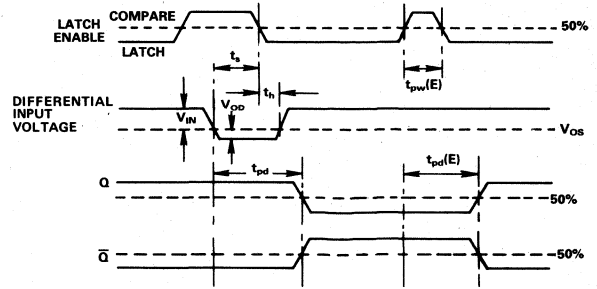 LATCH ENABLE
COMPARE
LATCH
50%
ts
th
tpw(E)
DIFFERENTIAL INPUT VOLTAGE
VIN
VOD
VOS
tpd
tpd(E)
Q
50%
Q̅
50%